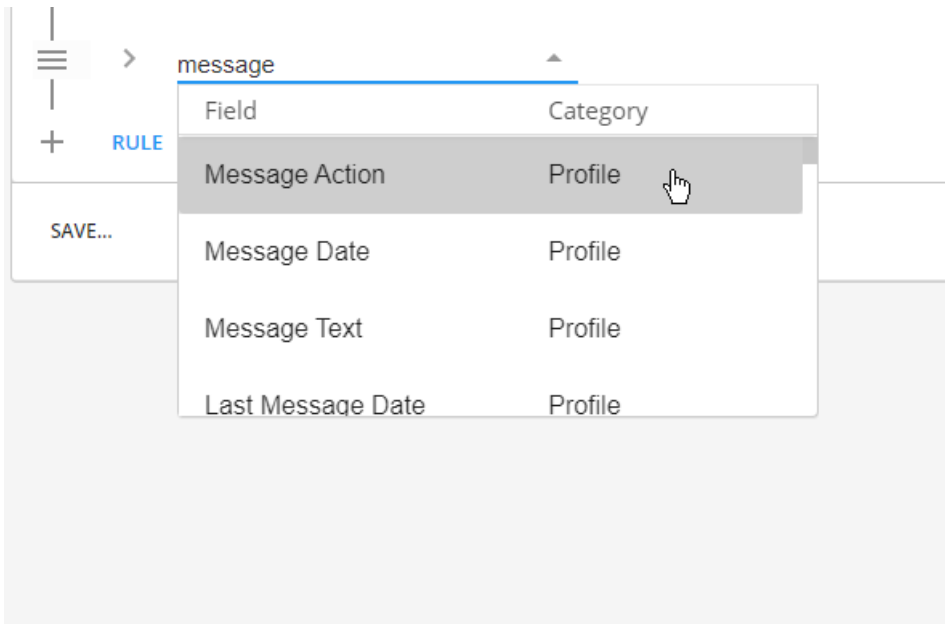 message
Field Category
RULE
Message Action Profile
SAVE...
Message Date Profile
Message Text Profile
Last Message Date Profile